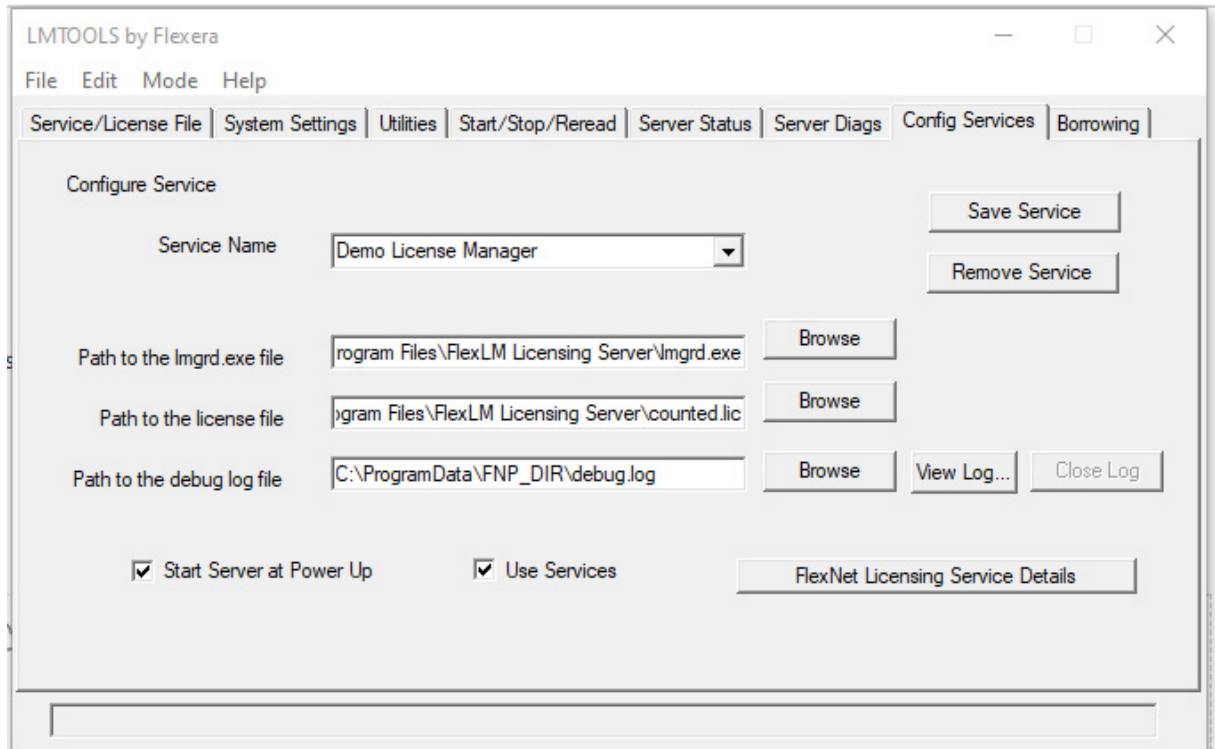 LMTOOLS by Flexera
File Edit Mode Help
Service/License File System Settings Utilities Start/Stop/Reread Server Status Server Diags Config Services Borrowing
Configure Service
Save Service
Service Name Demo License Manager
Remove Service
Path to the lmgrd.exe file rogram Files\FlexLM Licensing Server\lmgrd.exe Browse
Path to the license file ogram Files\FlexLM Licensing Server\counted.lic Browse
Path to the debug log file C:\ProgramData\FNP_DIR\debug.log Browse View Log... Close Log
Start Server at Power Up Use Services FlexNet Licensing Service Details